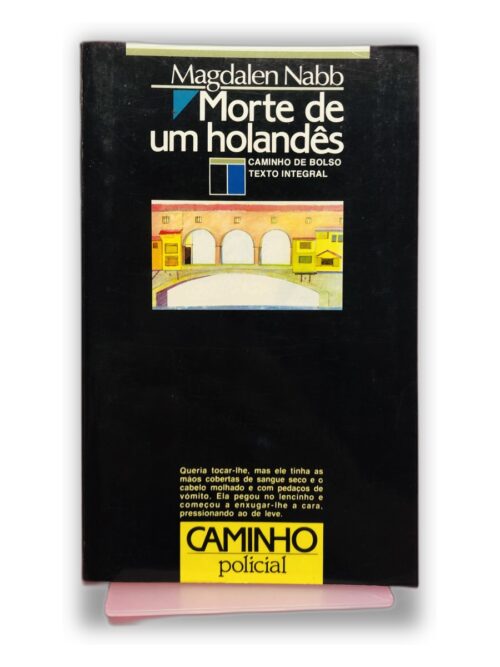 Magdalen Nabb
Morte de
um holandês
CAMINHO DE BOLSO
TEXTO INTEGRAL
Queria tocar-lhe, mas ele tinha as
mãos cobertas de sangue seco e o
cabelo molhado e com pedaços de
vómito. Ela pegou no lencinho e
começou a enxugar-lhe a cara,
pressionando ao de leve.
CAMINHO
policial